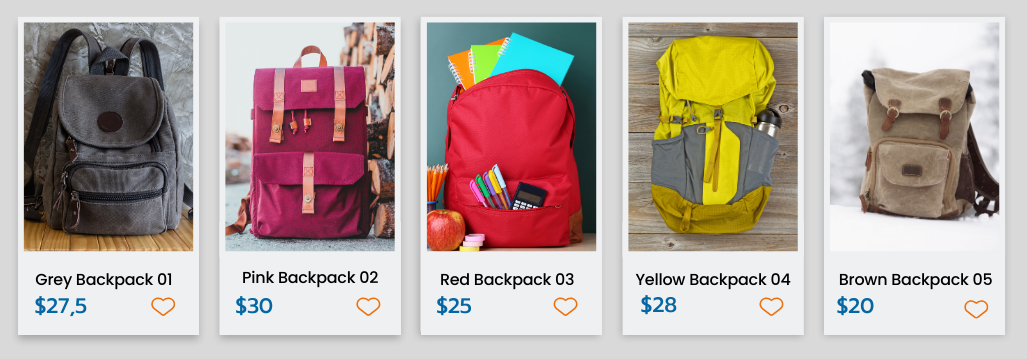 Grey Backpack 01
$27,5
Pink Backpack 02
$30
Red Backpack 03
$25
Yellow Backpack 04
$28
Brown Backpack 05
$20